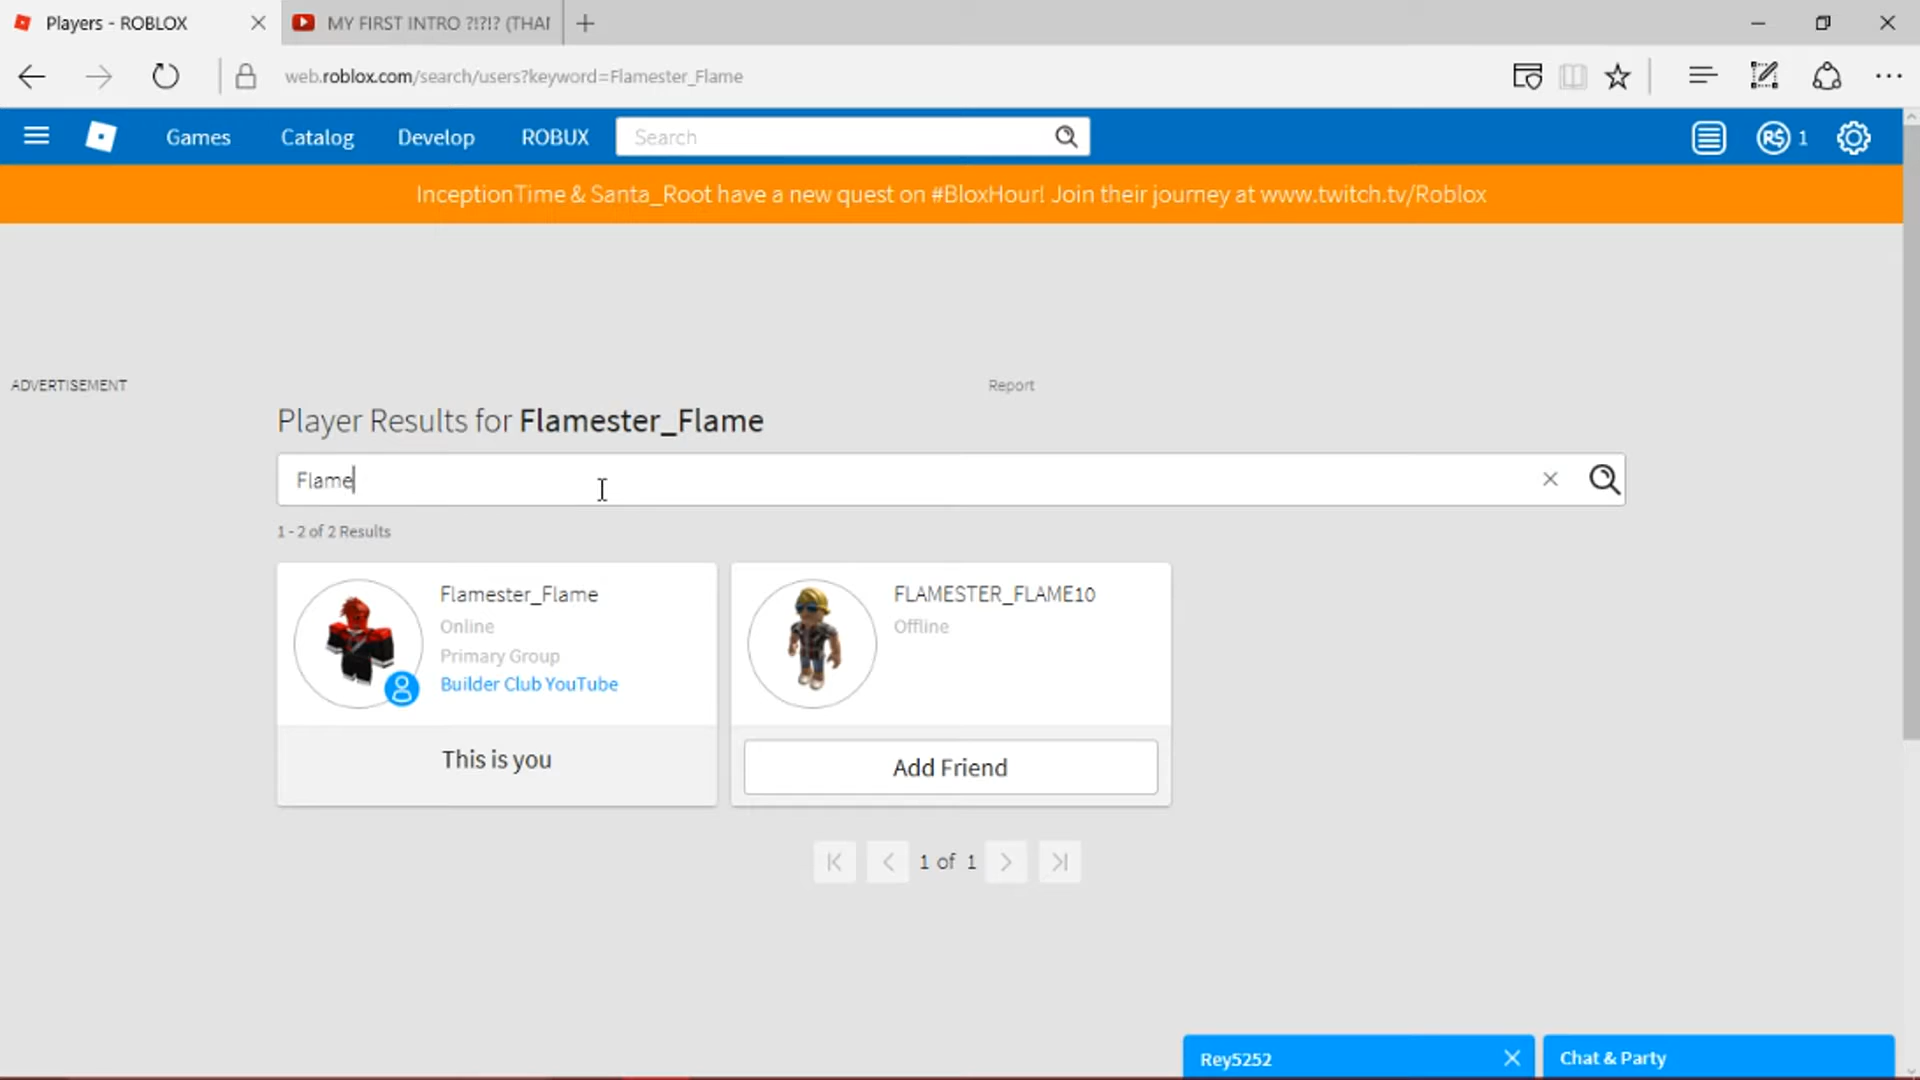 Players - ROBLOX
MY FIRST INTRO ?!?!? (THAI
web.roblox.com/search/users?keyword=Flamester_Flame
Games
Catalog
Develop
ROBUX
Search
R$ 1
InceptionTime & Santa_Root have a new quest on #BloxHour! Join their journey at www.twitch.tv/Roblox
ADVERTISEMENT
Report
Player Results for Flamester_Flame
Flame
1 - 2 of 2 Results
Flamester_Flame
Online
Primary Group
Builder Club YouTube
This is you
FLAMESTER_FLAME10
Offline
Add Friend
1 of 1
Rey5252
Chat & Party